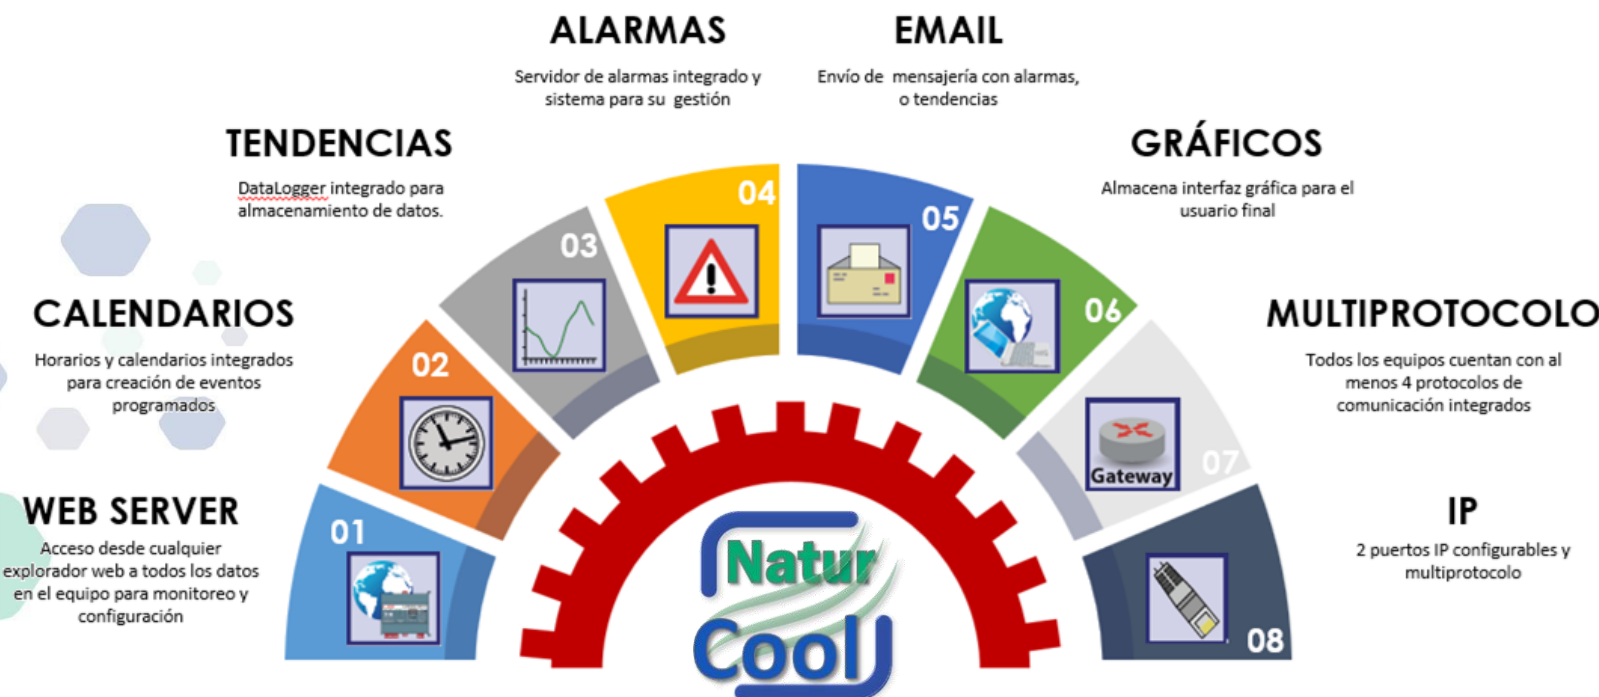 ALARMAS
Servidor de alarmas integrado y
sistema para su gestión
EMAIL
Envío de mensajería con alarmas,
o tendencias
TENDENCIAS
DataLogger integrado para
almacenamiento de datos.
GRÁFICOS
Almacena interfaz gráfica para el
usuario final
CALENDARIOS
Horarios y calendarios integrados
para creación de eventos
programados
MULTIPROTOCOLO
Todos los equipos cuentan con al
menos 4 protocolos de
comunicación integrados
WEB SERVER
Acceso desde cualquier
explorador web a todos los datos
en el equipo para monitoreo y
configuración
IP
2 puertos IP configurables y
multiprotocolo
01
02
03
04
05
06
07
Gateway
08
Natur
Cool